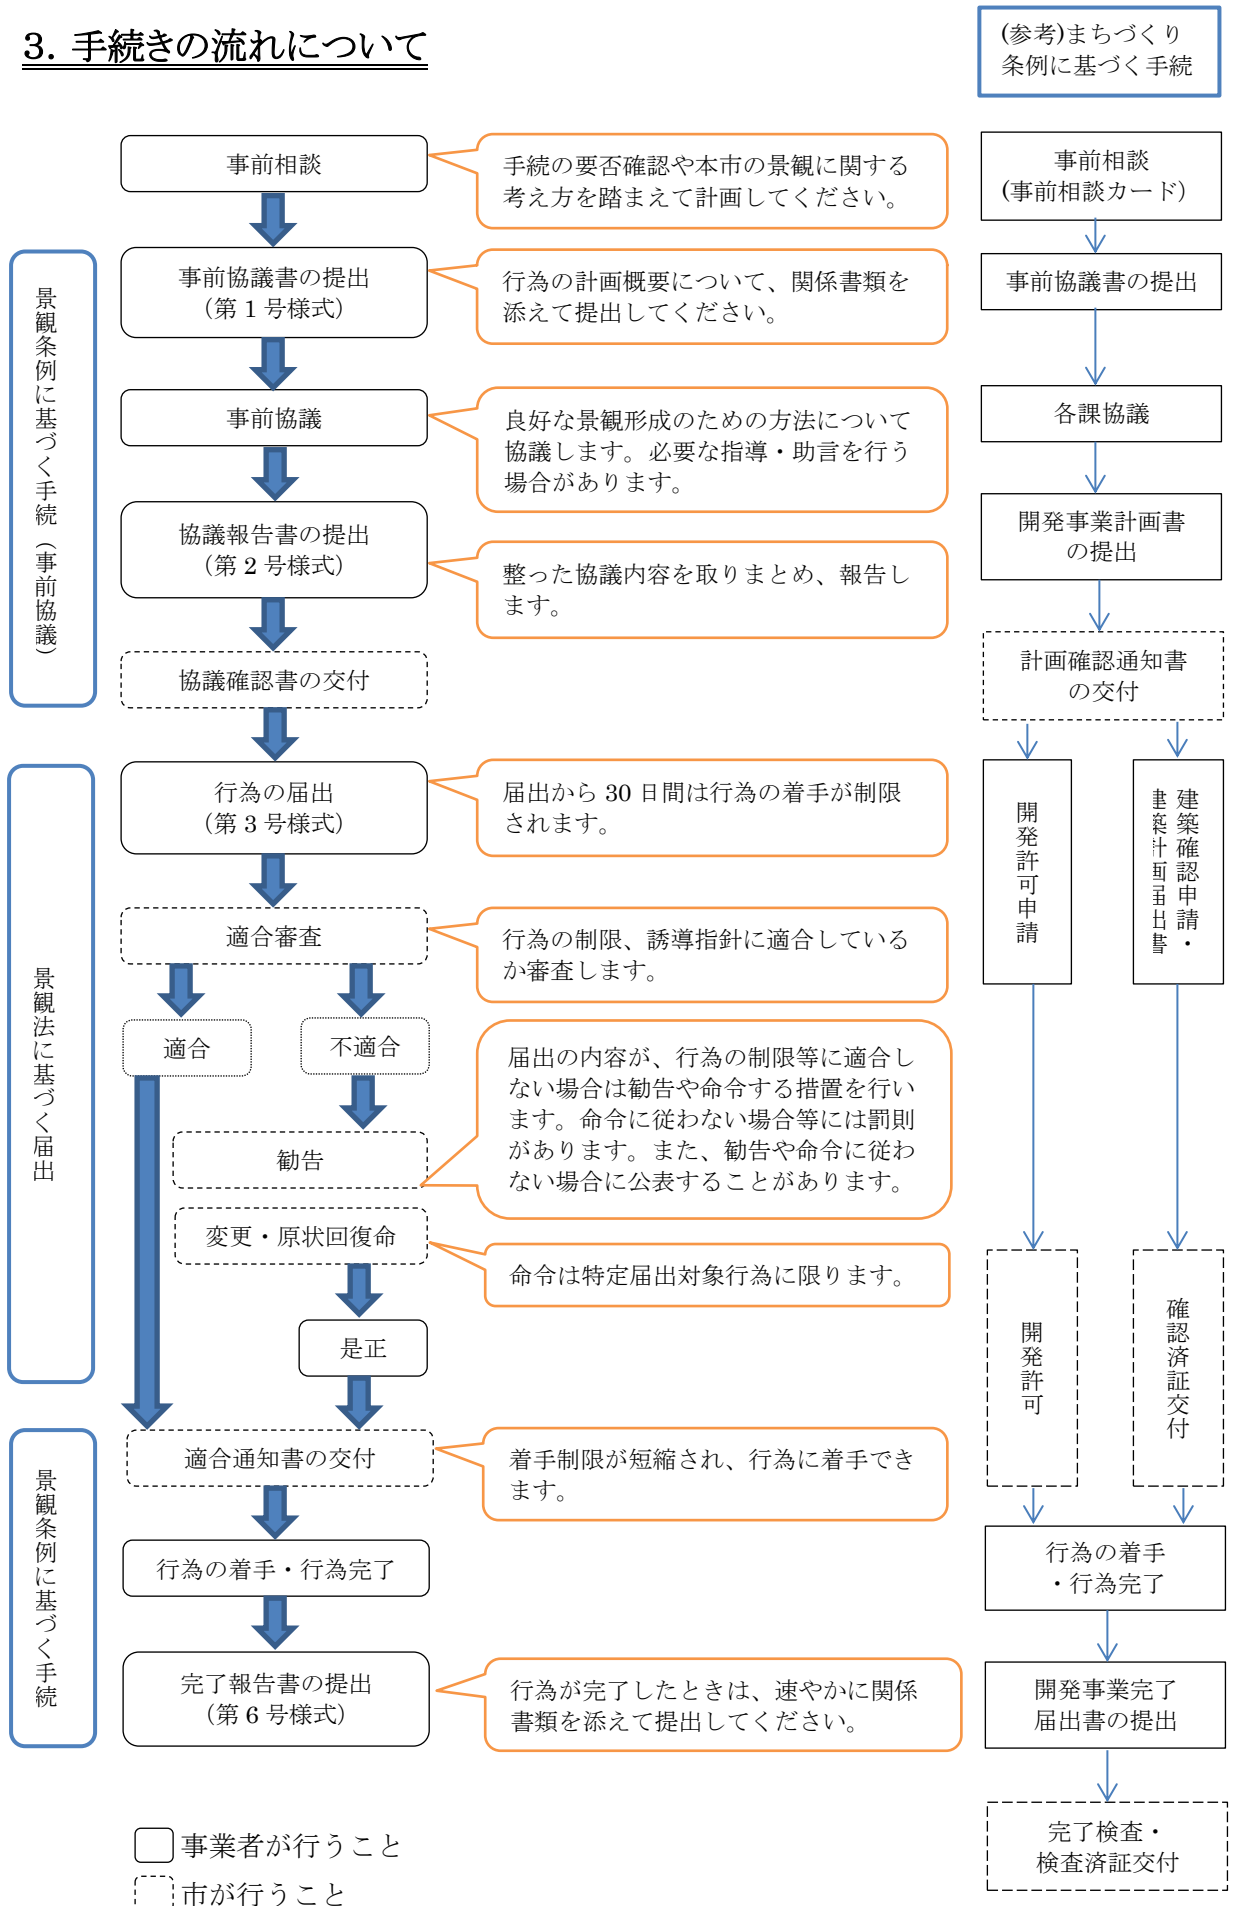 3. 手続きの流れについて
(参考)まちづくり
条例に基づく手続
事前相談
手続の要否確認や本市の景観に関する
考え方を踏まえて計画してください。
景観条例に基づく手続（事前協議）
事前協議書の提出
（第 1 号様式）
行為の計画概要について、関係書類を
添えて提出してください。
事前協議
良好な景観形成のための方法について
協議します。必要な指導・助言を行う
場合があります。
協議報告書の提出
（第 2 号様式）
整った協議内容を取りまとめ、報告し
ます。
協議確認書の交付
景観法に基づく届出
行為の届出
（第 3 号様式）
届出から 30 日間は行為の着手が制限
されます。
適合審査
行為の制限、誘導指針に適合している
か審査します。
適合
不適合
届出の内容が、行為の制限等に適合し
ない場合は勧告や命令する措置を行い
ます。命令に従わない場合等には罰則
があります。また、勧告や命令に従わ
ない場合に公表することがあります。
勧告
変更・原状回復命
命令は特定届出対象行為に限ります。
是正
景観条例に基づく手続
適合通知書の交付
着手制限が短縮され、行為に着手でき
ます。
行為の着手・行為完了
完了報告書の提出
（第 6 号様式）
行為が完了したときは、速やかに関係
書類を添えて提出してください。
事業者が行うこと
市が行うこと
事前相談
(事前相談カード）
事前協議書の提出
各課協議
開発事業計画書
の提出
計画確認通知書
の交付
開発許可申請
建築確認申請・
建築計画届出書
開発許可
確認済証交付
行為の着手
・行為完了
開発事業完了
届出書の提出
完了検査・
検査済証交付